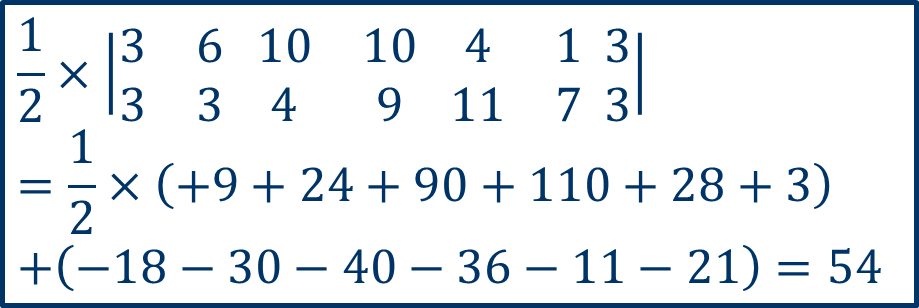 1/2 × |3 6 10 10 4 1 3|
|3 3 4 9 11 7 3|
= 1/2 × (+9 + 24 + 90 + 110 + 28 + 3)
+(−18 − 30 − 40 − 36 − 11 − 21) = 54